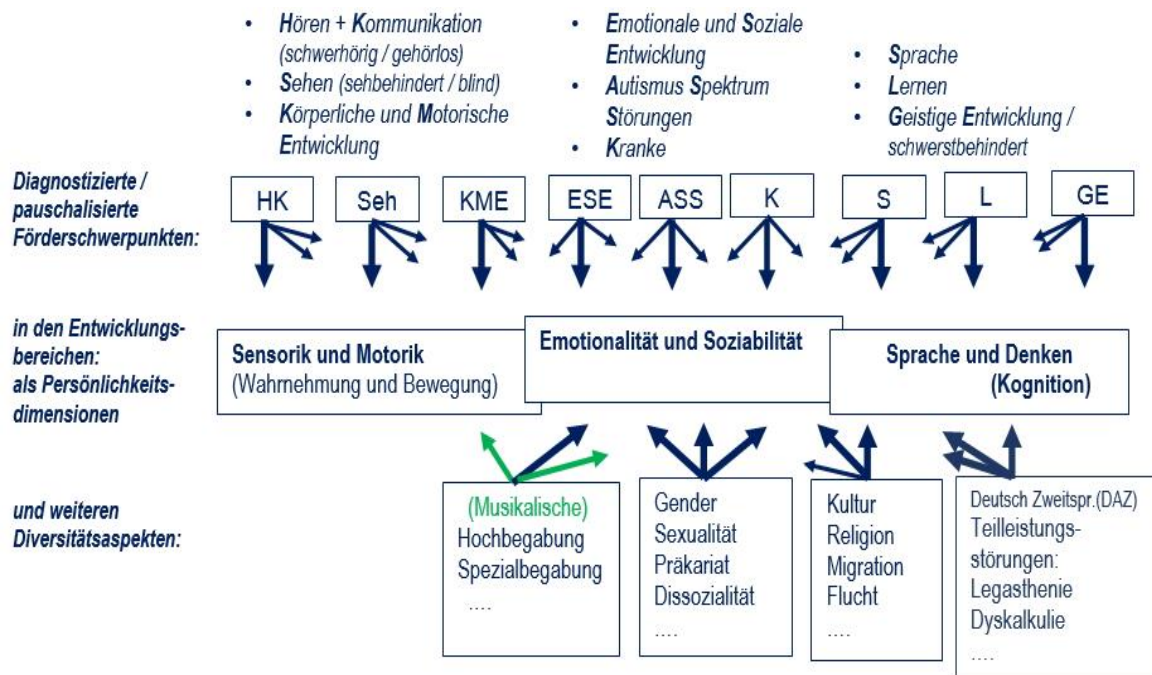 • Hören + Kommunikation
(schwerhörig / gehörlos)
• Sehen (sehbehindert / blind)
• Körperliche und Motorische
Entwicklung
• Emotionale und Soziale
Entwicklung
• Autismus Spektrum
Störungen
• Kranke
• Sprache
• Lernen
• Geistige Entwicklung /
schwerstbehindert
Diagnostizierte /
pauschalisierte
Förderschwerpunkten:
HK
Seh
KME
ESE
ASS
K
S
L
GE
in den Entwicklungs-
bereichen:
als Persönlichkeits-
dimensionen
Sensorik und Motorik
(Wahrnehmung und Bewegung)
Emotionalität und Soziabilität
Sprache und Denken
(Kognition)
und weiteren
Diversitätsaspekten:
(Musikalische)
Hochbegabung
Spezialbegabung
....
Gender
Sexualität
Präkariat
Dissozialität
....
Kultur
Religion
Migration
Flucht
....
Deutsch Zweitspr.(DAZ)
Teilleistungs-
störungen:
Legasthenie
Dyskalkulie
....